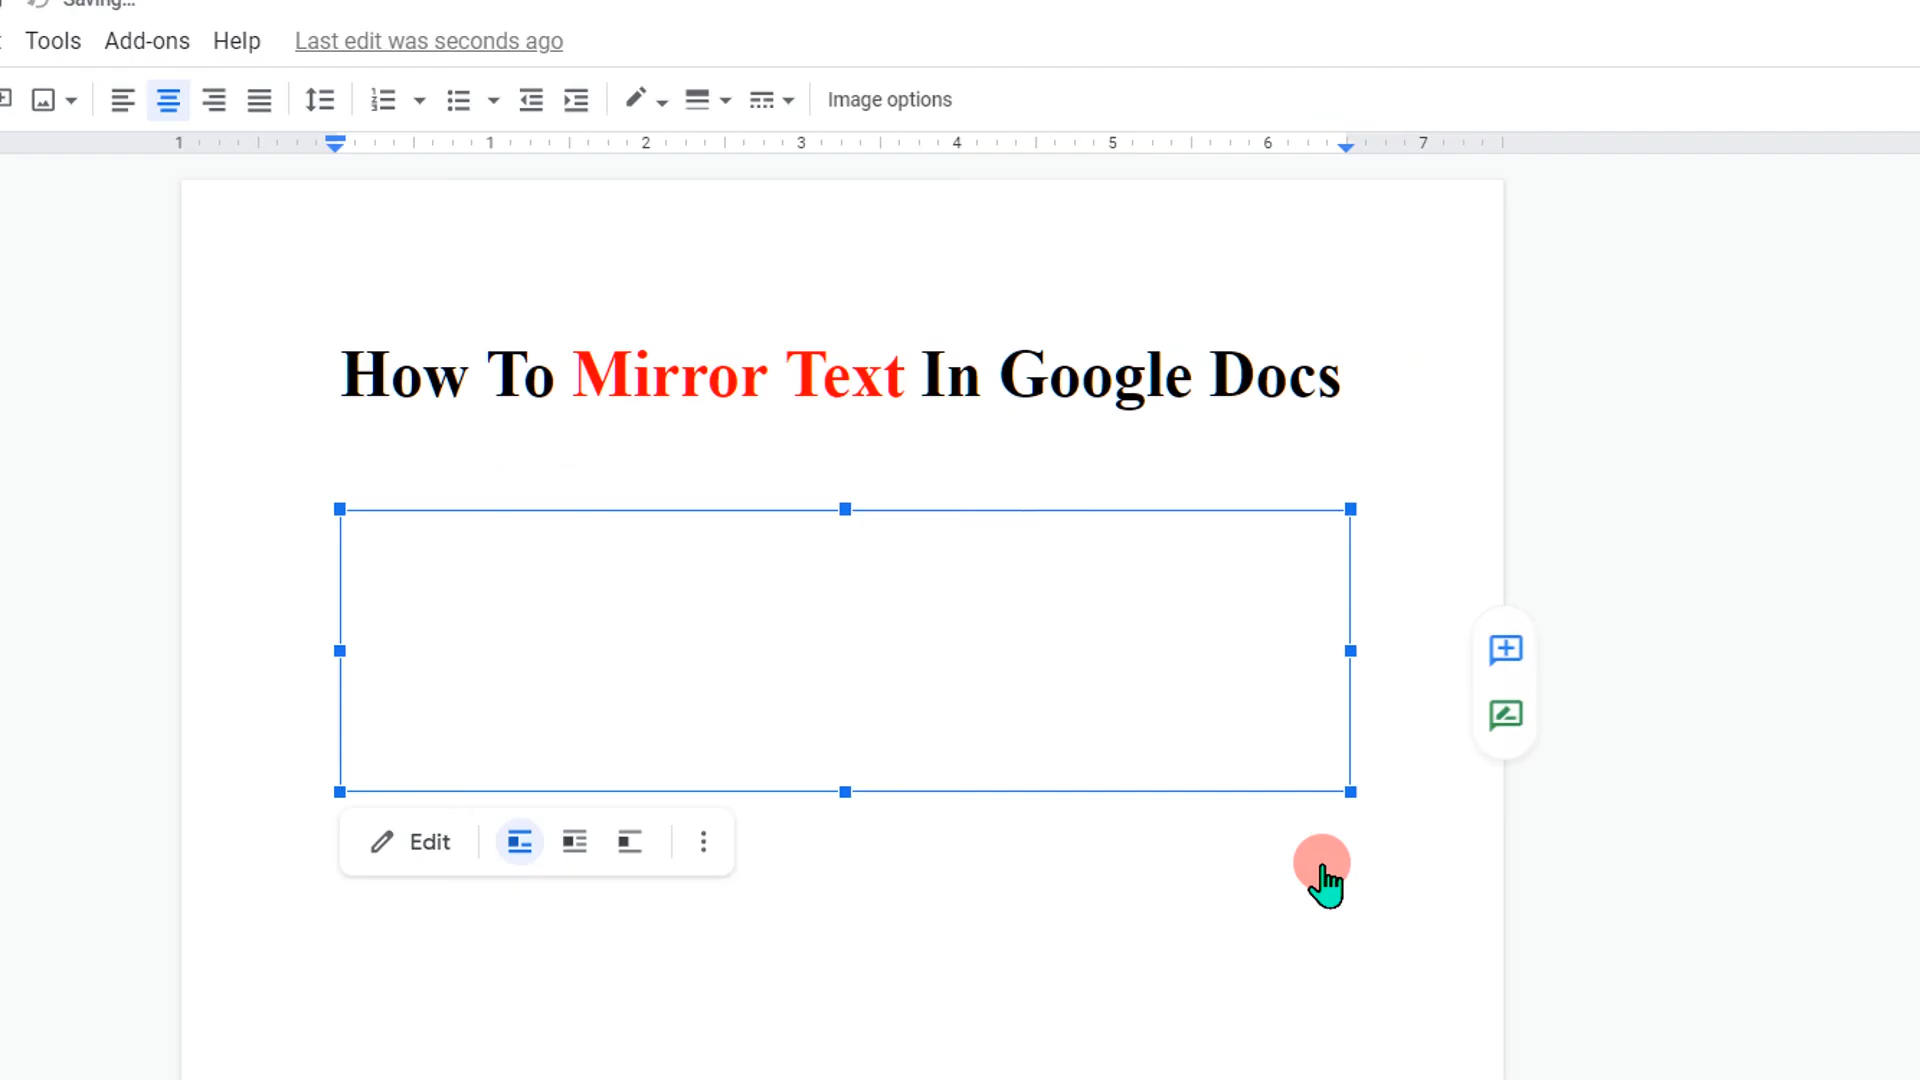 Saving...
Tools Add-ons Help Last edit was seconds ago
Image options
1 1 2 3 4 5 6 7
How To Mirror Text In Google Docs
Edit